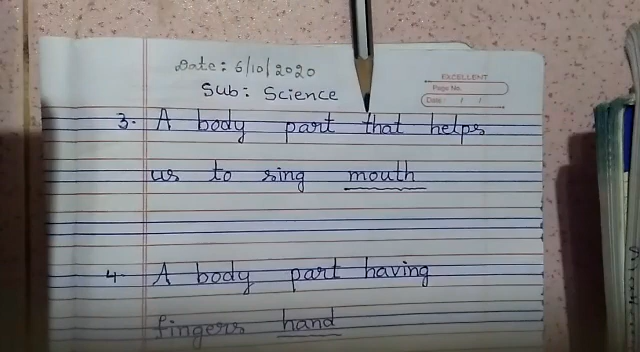 Date: 6/10/2020
Sub: Science
EXCELLENT
Page No.
Date: / /
3. A body part that helps
us to sing mouth
4. A body part having
fingers hand